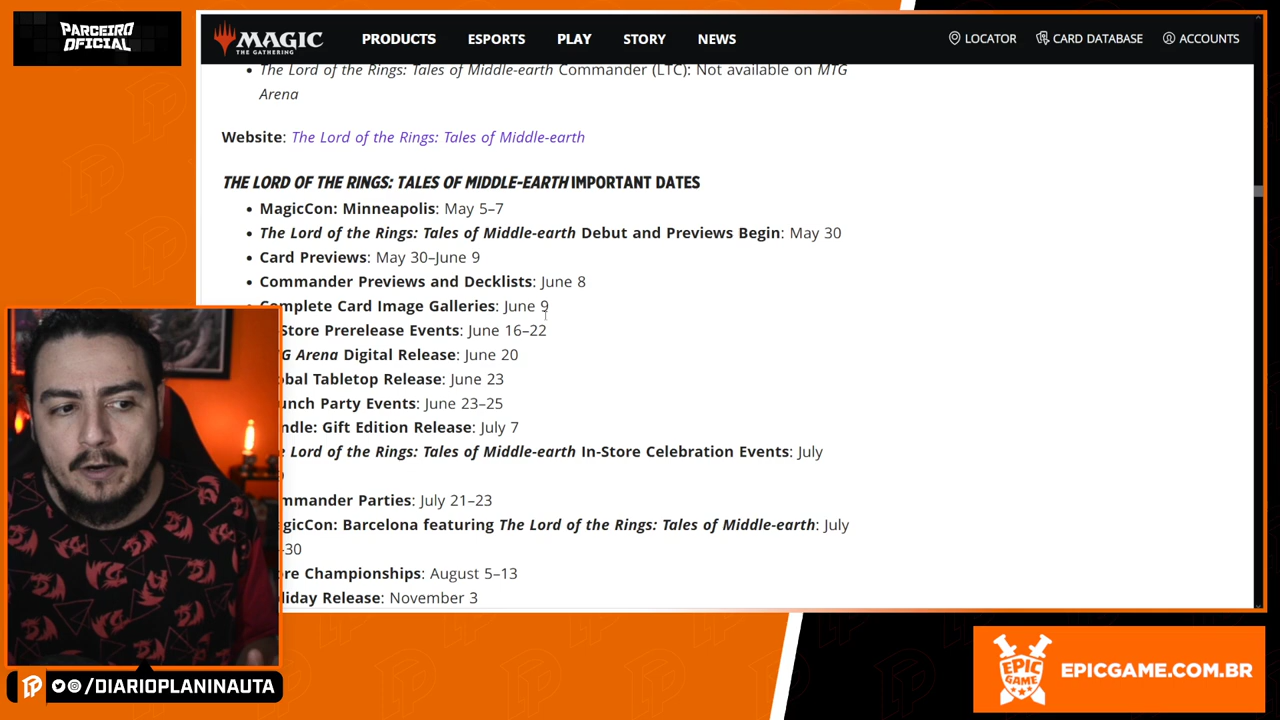 PARCEIRO
OFICIAL
MAGIC
THE GATHERING
PRODUCTS ESPORTS PLAY STORY NEWS LOCATOR CARD DATABASE ACCOUNTS
• The Lord of the Rings: Tales of Middle-earth Commander (LTC): Not available on MTG
Arena
Website: The Lord of the Rings: Tales of Middle-earth
THE LORD OF THE RINGS: TALES OF MIDDLE-EARTH IMPORTANT DATES
• MagicCon: Minneapolis: May 5–7
• The Lord of the Rings: Tales of Middle-earth Debut and Previews Begin: May 30
• Card Previews: May 30–June 9
• Commander Previews and Decklists: June 8
Complete Card Image Galleries: June 9
Store Prerelease Events: June 16–22
G Arena Digital Release: June 20
obal Tabletop Release: June 23
unch Party Events: June 23–25
ndle: Gift Edition Release: July 7
e Lord of the Rings: Tales of Middle-earth In-Store Celebration Events: July
mmander Parties: July 21–23
gicCon: Barcelona featuring The Lord of the Rings: Tales of Middle-earth: July
–30
ore Championships: August 5–13
liday Release: November 3
/DIARIOPLANINAUTA
EPIC
GAME
EPICGAME.COM.BR